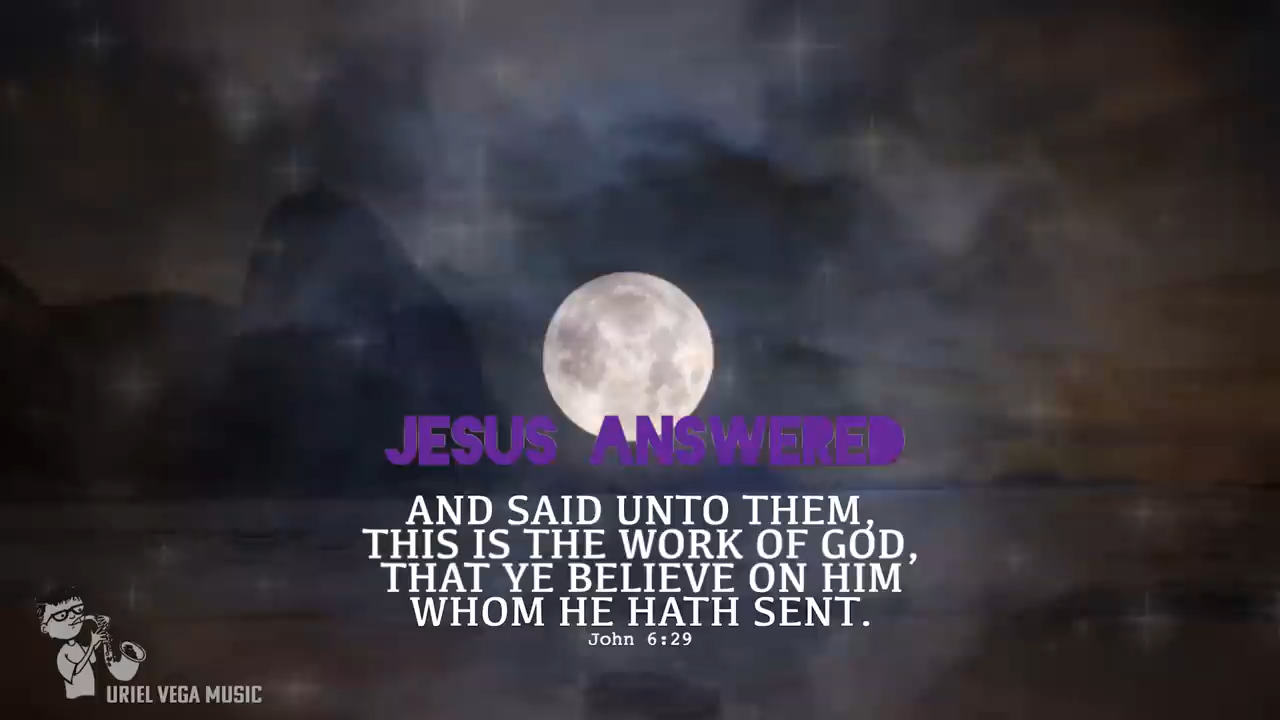 JESUS ANSWERED
AND SAID UNTO THEM,
THIS IS THE WORK OF GOD,
THAT YE BELIEVE ON HIM
WHOM HE HATH SENT.
John 6:29
URIEL VEGA MUSIC